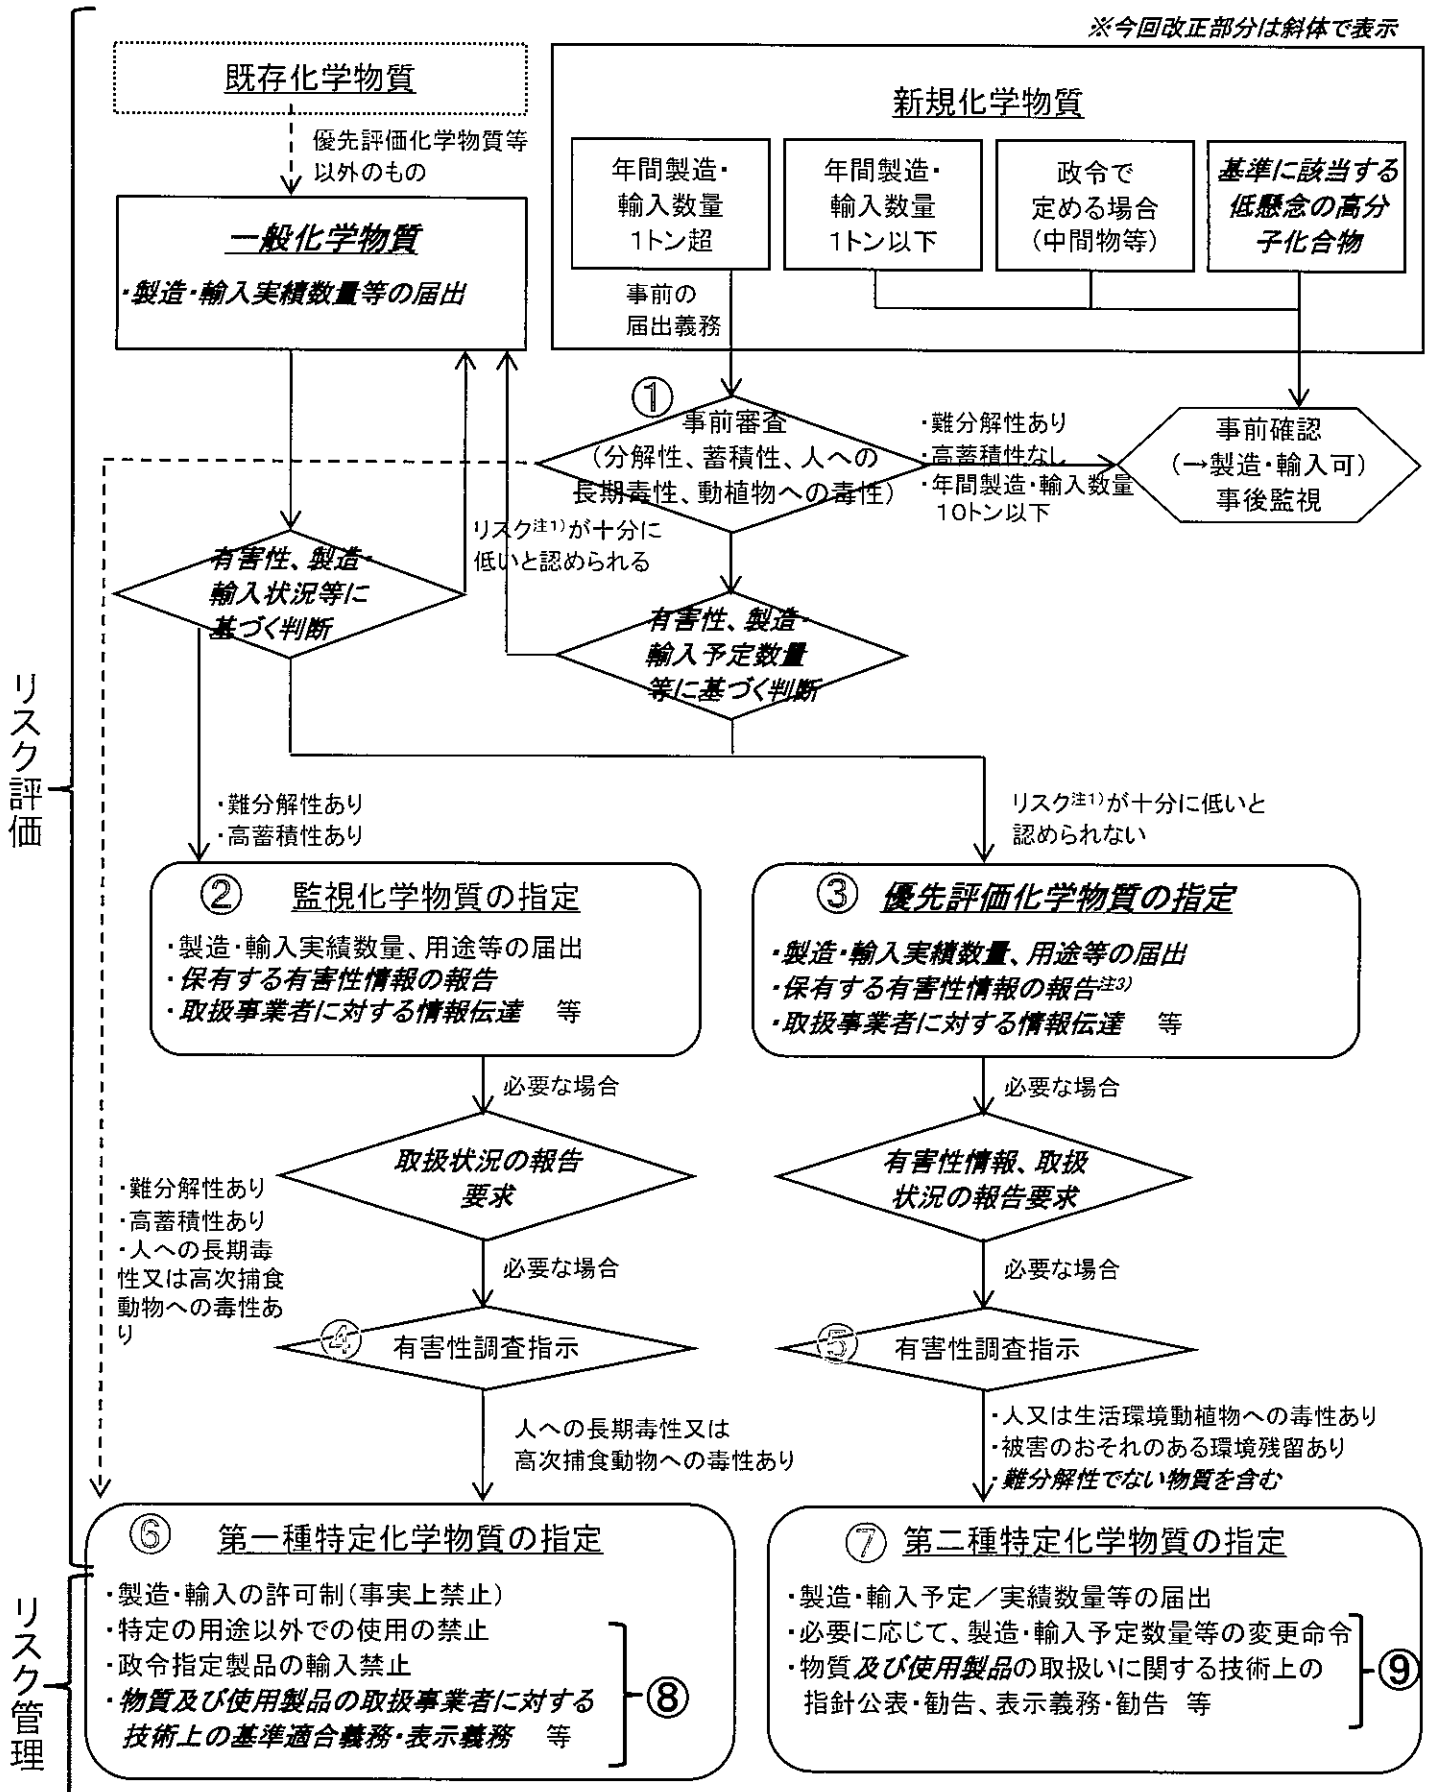 ※今回改正部分は斜体で表示
既存化学物質
優先評価化学物質等
以外のもの
一般化学物質
・製造・輸入実績数量等の届出
新規化学物質
年間製造・
輸入数量
1トン超
年間製造・
輸入数量
1トン以下
政令で
定める場合
(中間物等)
基準に該当する
低懸念の高分
子化合物
事前の
届出義務
①
事前審査
(分解性、蓄積性、人への
長期毒性、動植物への毒性)
・難分解性あり
・高蓄積性なし
・年間製造・輸入数量
10トン以下
事前確認
(→製造・輸入可)
事後監視
リスク注1)が十分に
低いと認められる
有害性、製造・
輸入状況等に
基づく判断
有害性、製造・
輸入予定数量
等に基づく判断
リスク評価
・難分解性あり
・高蓄積性あり
リスク注1)が十分に低いと
認められない
② 監視化学物質の指定
・製造・輸入実績数量、用途等の届出
・保有する有害性情報の報告
・取扱事業者に対する情報伝達 等
③ 優先評価化学物質の指定
・製造・輸入実績数量、用途等の届出
・保有する有害性情報の報告注3)
・取扱事業者に対する情報伝達 等
必要な場合
必要な場合
取扱状況の報告
要求
有害性情報、取扱
状況の報告要求
・難分解性あり
・高蓄積性あり
・人への長期毒
性又は高次捕食
動物への毒性あ
り
必要な場合
必要な場合
④ 有害性調査指示
⑤ 有害性調査指示
人への長期毒性又は
高次捕食動物への毒性あり
・人又は生活環境動植物への毒性あり
・被害のおそれのある環境残留あり
・難分解性でない物質を含む
⑥ 第一種特定化学物質の指定
・製造・輸入の許可制(事実上禁止)
・特定の用途以外での使用の禁止
・政令指定製品の輸入禁止
・物質及び使用製品の取扱事業者に対する
技術上の基準適合義務・表示義務 等
⑧
⑦ 第二種特定化学物質の指定
・製造・輸入予定/実績数量等の届出
・必要に応じて、製造・輸入予定数量等の変更命令
・物質及び使用製品の取扱いに関する技術上の
指針公表・勧告、表示義務・勧告 等
⑨
リスク管理